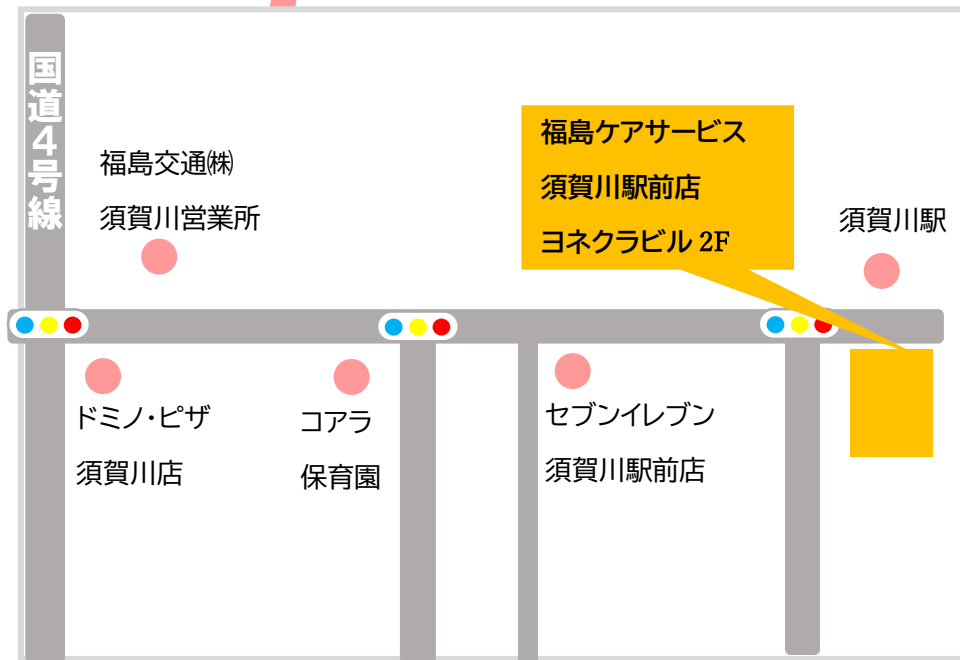 国道4号線
福島交通㈱
須賀川営業所
福島ケアサービス
須賀川駅前店
ヨネクラビル 2F
須賀川駅
ドミノ・ピザ
須賀川店
コアラ
保育園
セブンイレブン
須賀川駅前店